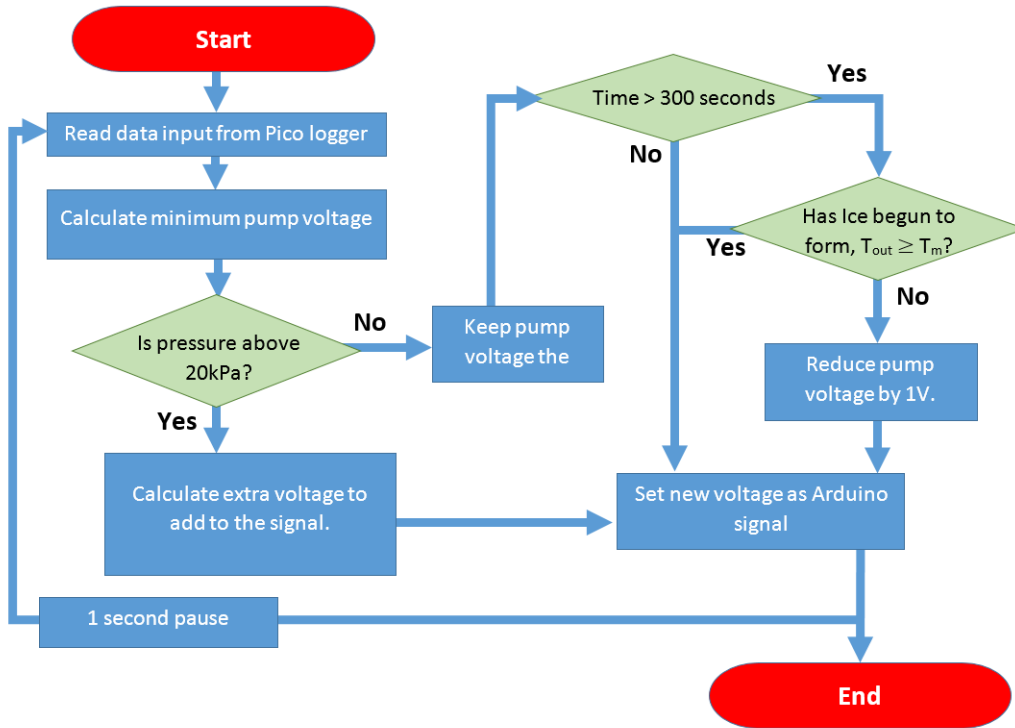 Start
Read data input from Pico logger
Calculate minimum pump voltage
Is pressure above
20kPa?
No
Yes
Keep pump
voltage the
Calculate extra voltage to
add to the signal.
1 second pause
Time > 300 seconds
Yes
No
Has Ice begun to
form, Tout ≥ Tm?
Yes
No
Reduce pump
voltage by 1V.
Set new voltage as Arduino
signal
End